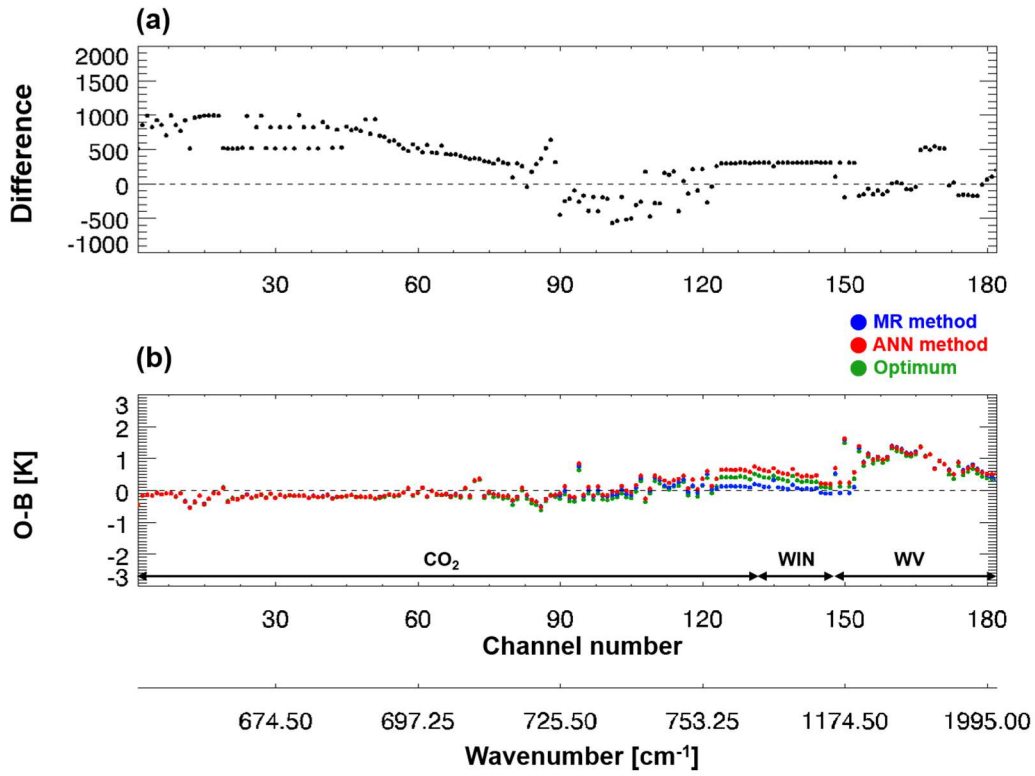 (a)
Difference
2000
1500
1000
500
0
-500
-1000
30
60
90
120
150
180
MR method
ANN method
Optimum
(b)
O-B [K]
3
2
1
0
-1
-2
-3
CO₂
WIN
WV
30
60
90
120
150
180
Channel number
674.50
697.25
725.50
753.25
1174.50
1995.00
Wavenumber [cm⁻¹]